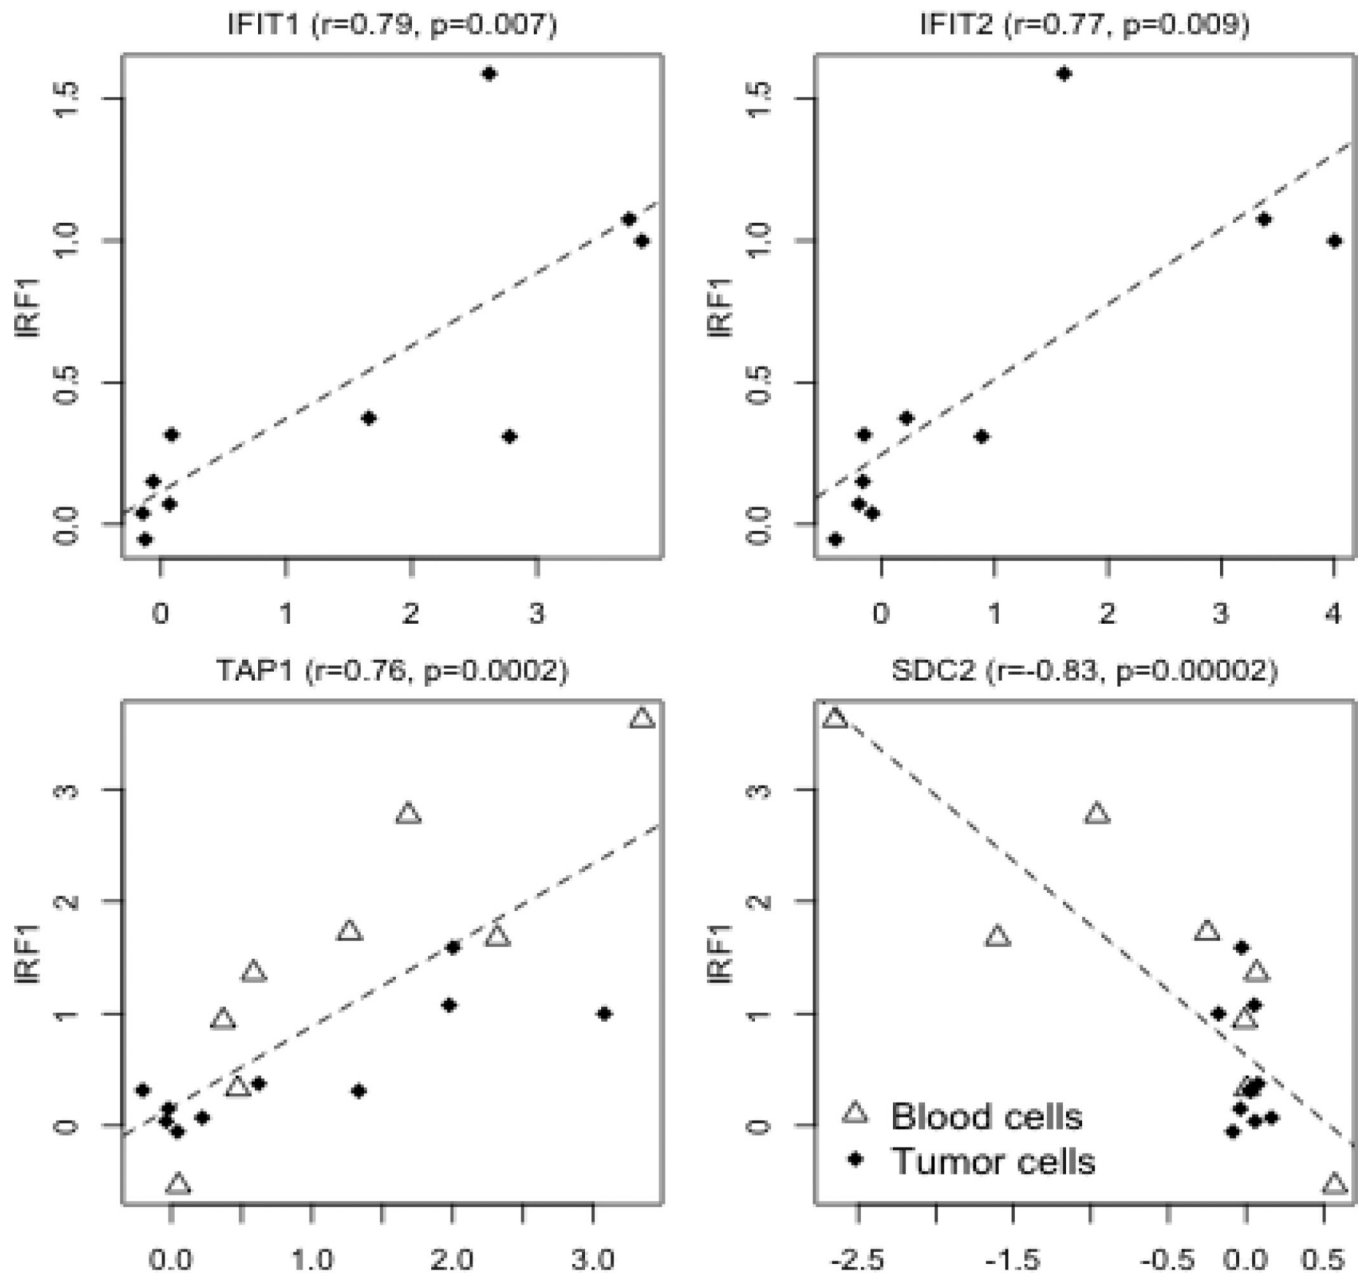 IFIT1 (r=0.79, p=0.007)
IRF1
1.5
1.0
0.5
0.0
0 1 2 3
IFIT2 (r=0.77, p=0.009)
IRF1
1.5
1.0
0.5
0.0
0 1 2 3 4
TAP1 (r=0.76, p=0.0002)
IRF1
3
2
1
0
0.0 1.0 2.0 3.0
SDC2 (r=-0.83, p=0.00002)
IRF1
3
2
1
0
Blood cells
Tumor cells
-2.5 -1.5 -0.5 0.0 0.5